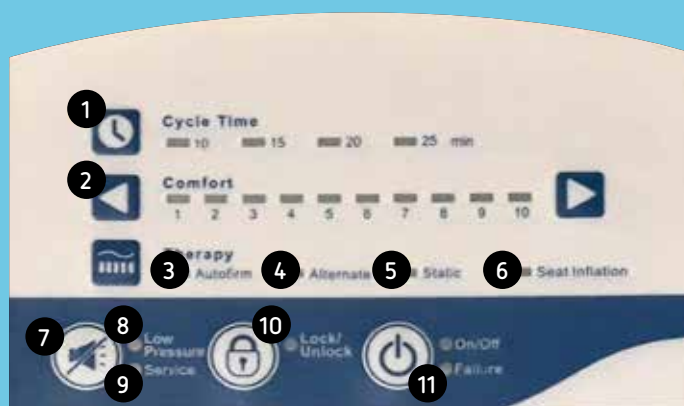 1
Cycle Time
10 15 20 25 min
2
Comfort
1 2 3 4 5 6 7 8 9 10
Therapy
3 Autofirm 4 Alternate 5 Static 6 Seat Inflation
7 8 Low Pressure
9 Service
10 Lock/
Unlock
On/Off
11 Failure